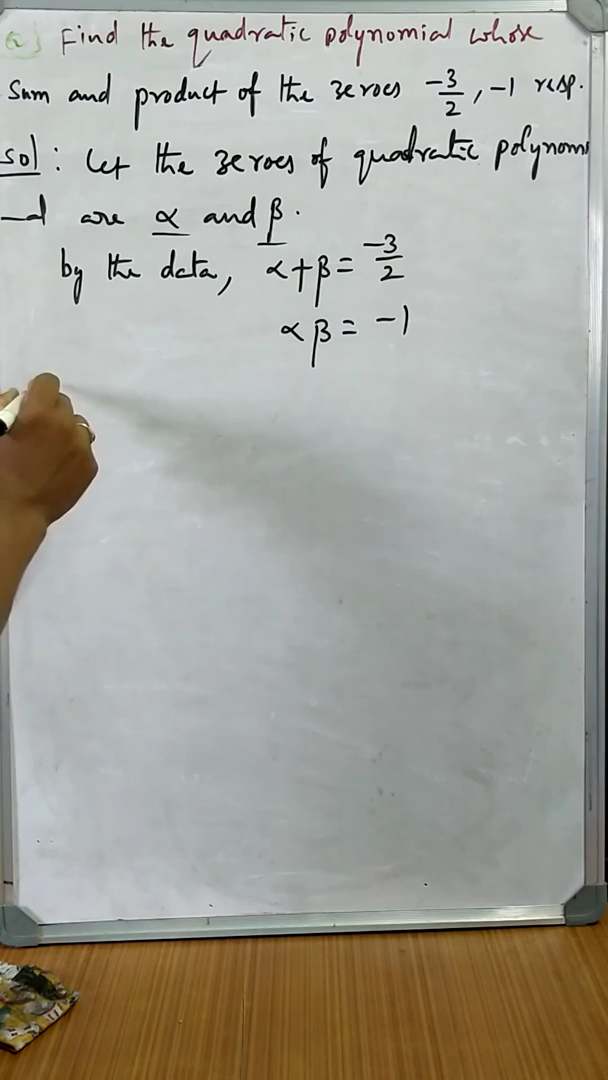 Q) Find the quadratic polynomial whose
Sum and product of the zeroes -3/2, -1 resp.
Sol: Let the zeroes of quadratic polynomi
—al are α and β.
by the data, α+β = -3/2
αβ = -1